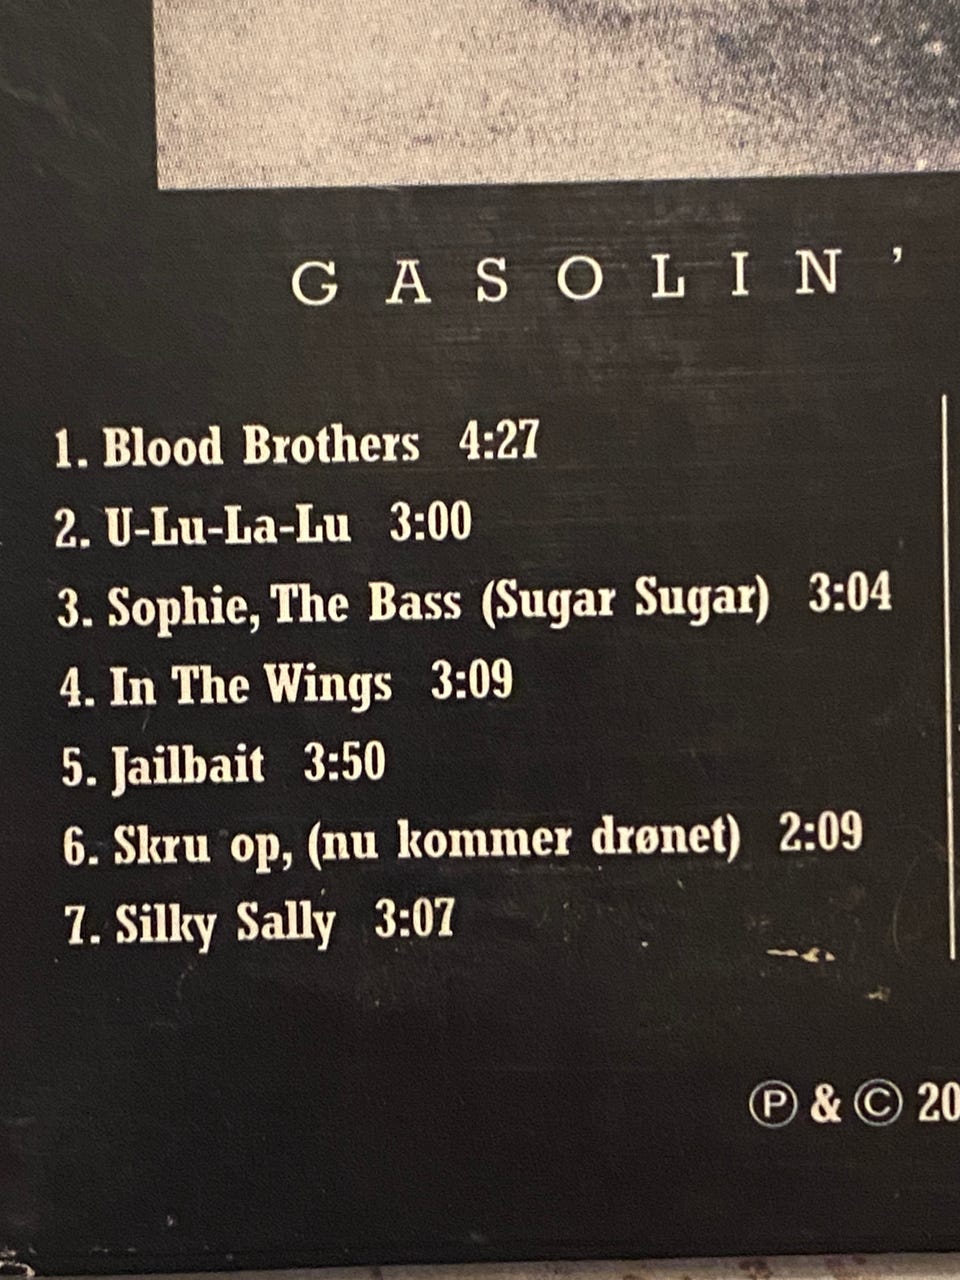 GASOLIN'
1. Blood Brothers 4:27
2. U-Lu-La-Lu 3:00
3. Sophie, The Bass (Sugar Sugar) 3:04
4. In The Wings 3:09
5. Jailbait 3:50
6. Skru op, (nu kommer drønet) 2:09
7. Silky Sally 3:07
Ⓟ & © 20